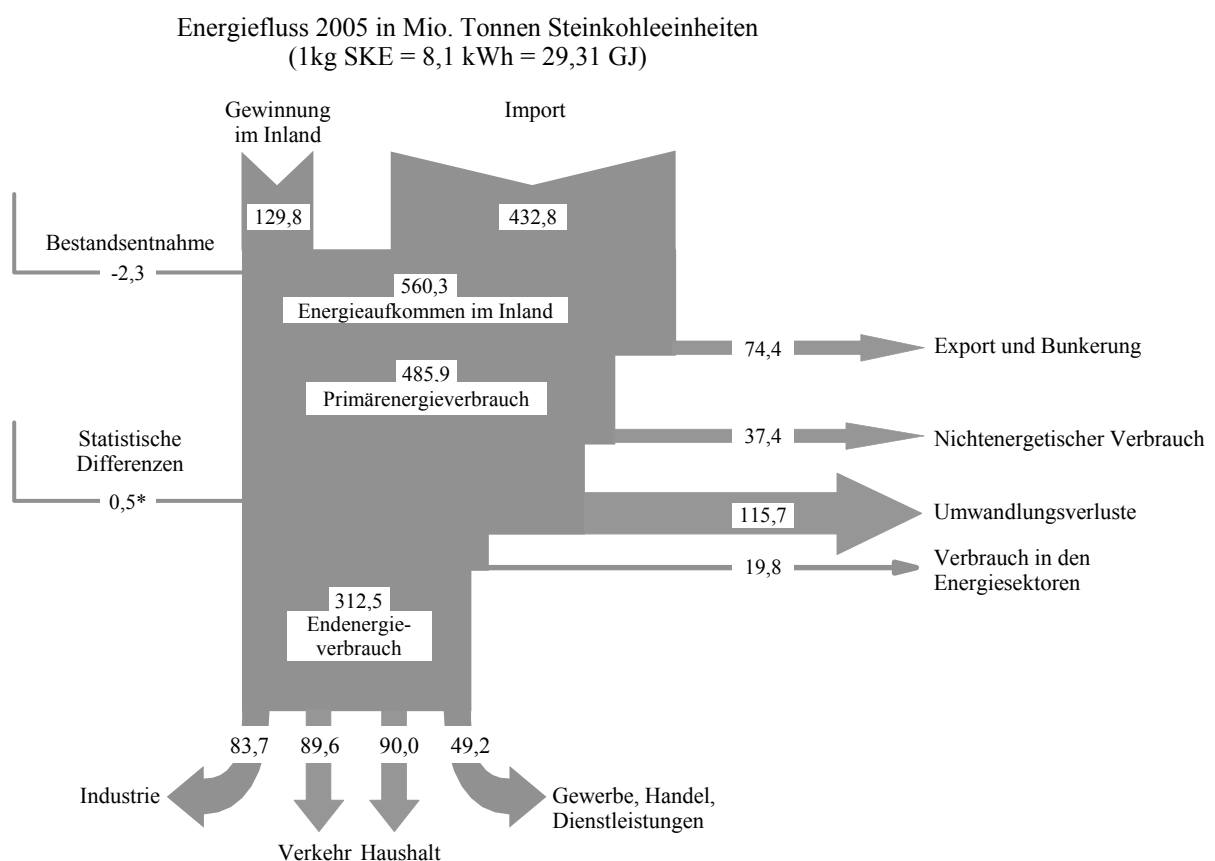 Energiefluss 2005 in Mio. Tonnen Steinkohleeinheiten
(1kg SKE = 8,1 kWh = 29,31 GJ)
Gewinnung
im Inland
Import
129,8
432,8
Bestandsentnahme
-2,3
560,3
Energieaufkommen im Inland
74,4
Export und Bunkerung
485,9
Primärenergieverbrauch
Statistische
Differenzen
0,5*
37,4
Nichtenergetischer Verbrauch
115,7
Umwandlungsverluste
19,8
Verbrauch in den
Energiesektoren
312,5
Endenergie-
verbrauch
83,7
89,6
90,0
49,2
Industrie
Verkehr
Haushalt
Gewerbe, Handel,
Dienstleistungen